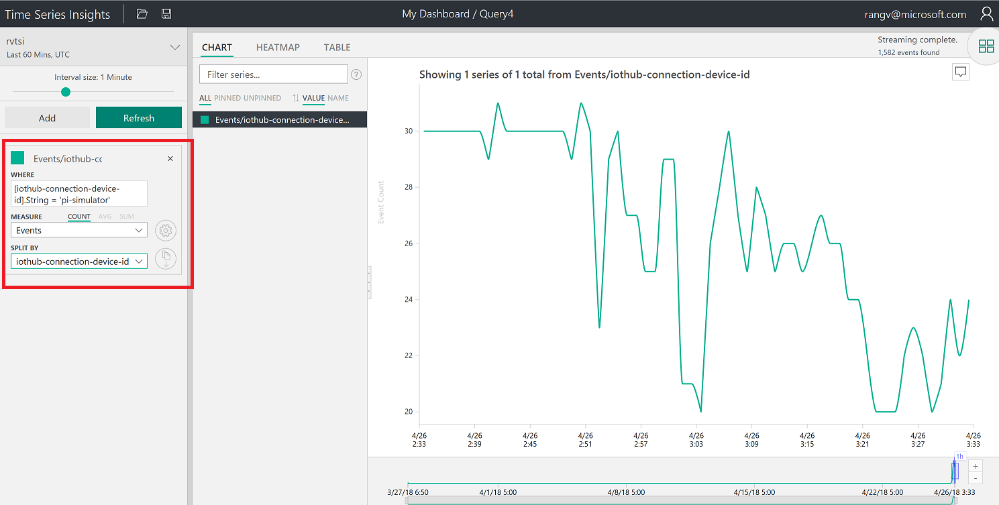 Time Series Insights
My Dashboard / Query4
rangv@microsoft.com
rvtsi
Last 60 Mins, UTC
Interval size: 1 Minute
Add
Refresh
Events/iothub-cc
WHERE
[iothub-connection-device-
id].String = 'pi-simulator'
MEASURE COUNT AVG SUM
Events
SPLIT BY
iothub-connection-device-id
CHART HEATMAP TABLE
Streaming complete.
1,582 events found
Filter series... ?
ALL PINNED UNPINNED VALUE NAME
Events/iothub-connection-device...
Showing 1 series of 1 total from Events/iothub-connection-device-id
Event Count
30
28
26
24
22
20
4/26 4/26 4/26 4/26 4/26 4/26 4/26 4/26 4/26 4/26 4/26
2:33 2:39 2:45 2:51 2:57 3:03 3:09 3:15 3:21 3:27 3:33
1h
+
-
3/27/18 6:50 4/1/18 5:00 4/8/18 5:00 4/15/18 5:00 4/22/18 5:00 4/26/18 3:33